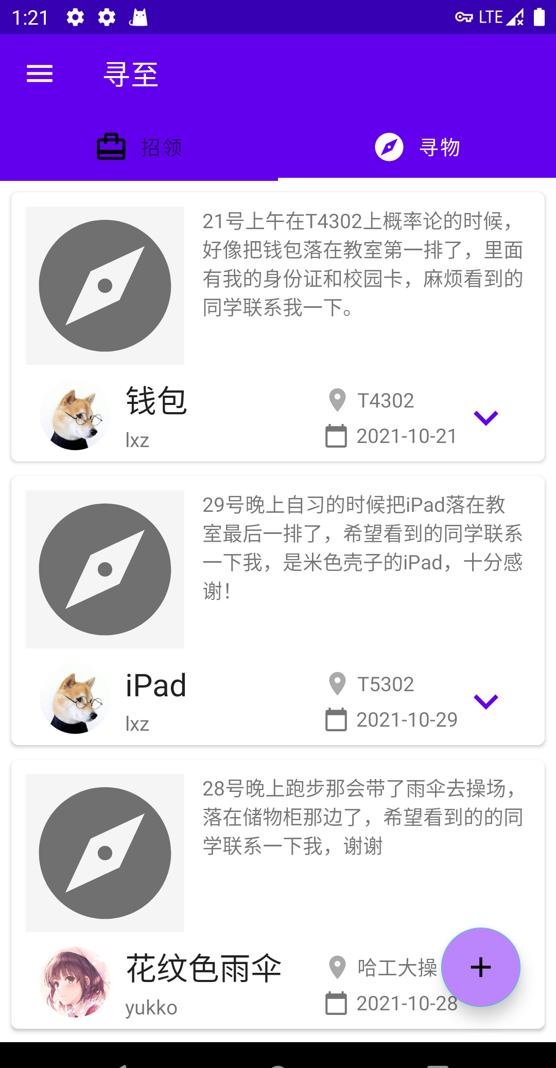 1:21
LTE
寻至
招领
寻物
21号上午在T4302上概率论的时候，
好像把钱包落在教室第一排了，里面
有我的身份证和校园卡，麻烦看到的
同学联系我一下。
钱包
lxz
T4302
2021-10-21
29号晚上自习的时候把iPad落在教
室最后一排了，希望看到的同学联系
一下我，是米色壳子的iPad，十分感
谢！
iPad
lxz
T5302
2021-10-29
28号晚上跑步那会带了雨伞去操场，
落在储物柜那边了，希望看到的的同
学联系一下我，谢谢
花纹色雨伞
yukko
哈工大操
2021-10-28